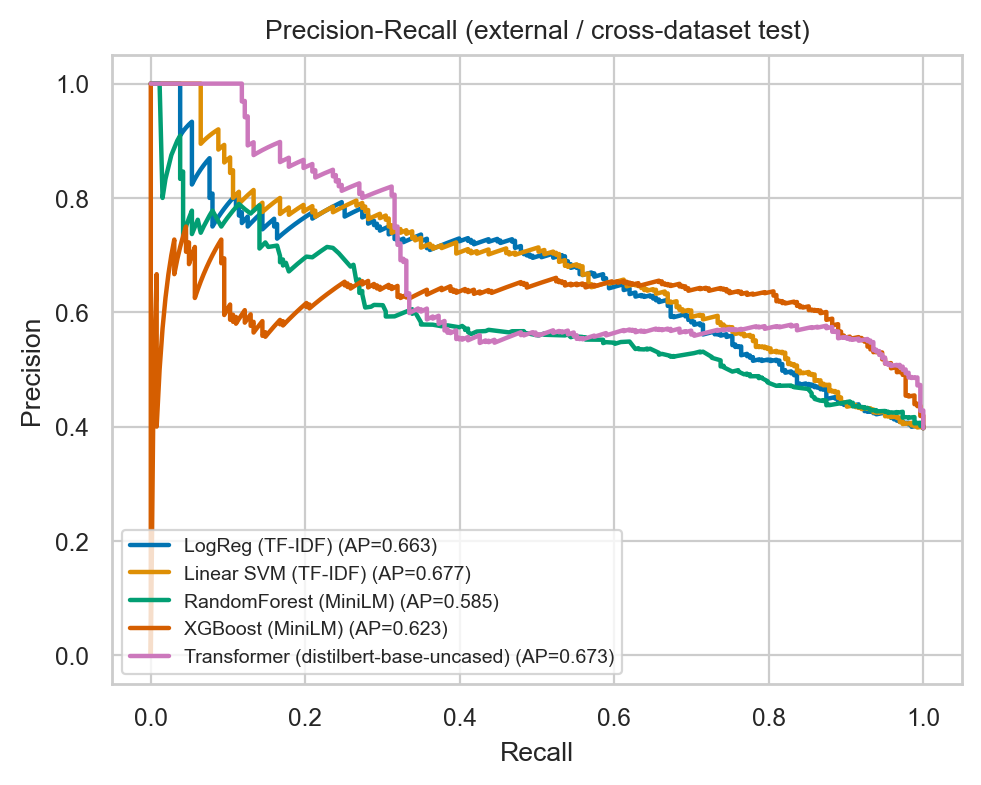 Precision-Recall (external / cross-dataset test)
1.0
0.8
0.6
0.4
0.2
0.0
Precision
LogReg (TF-IDF) (AP=0.663)
Linear SVM (TF-IDF) (AP=0.677)
RandomForest (MiniLM) (AP=0.585)
XGBoost (MiniLM) (AP=0.623)
Transformer (distilbert-base-uncased) (AP=0.673)
0.0 0.2 0.4 0.6 0.8 1.0
Recall